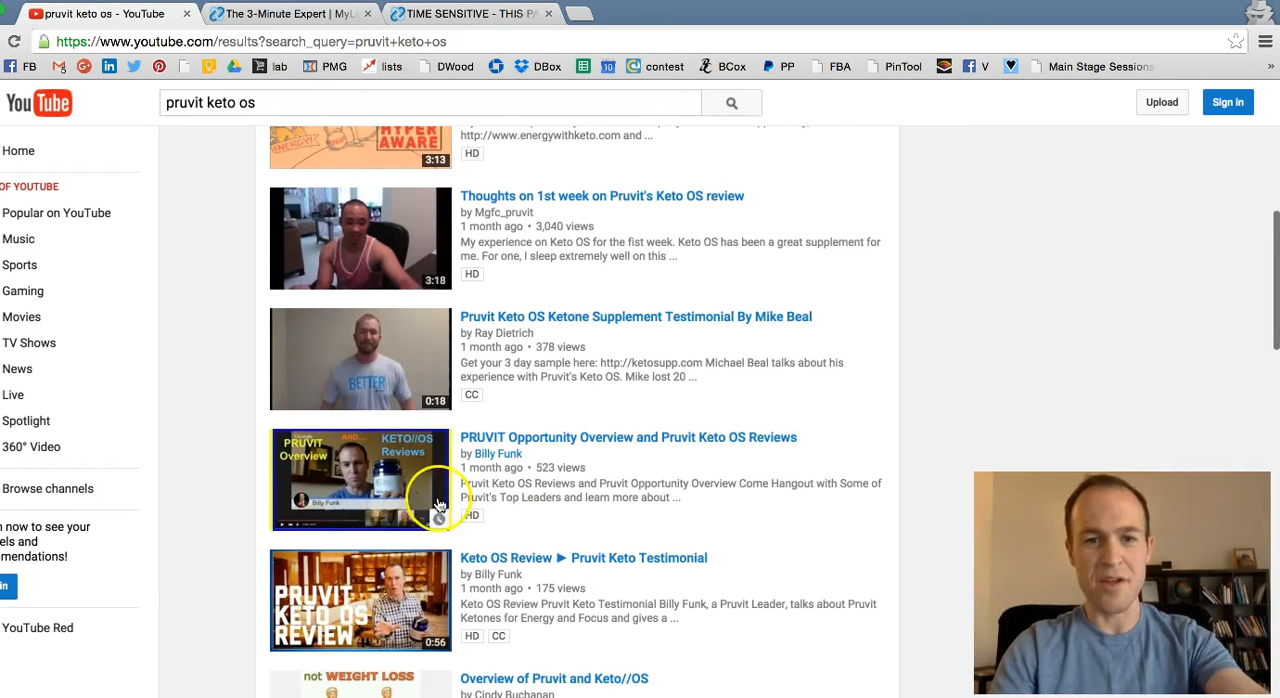 pruvit keto os - YouTube
The 3-Minute Expert | MyLe
TIME SENSITIVE - THIS PA
https://www.youtube.com/results?search_query=pruvit+keto+os
FB
lab
PMG
lists
DWood
DBox
contest
BCox
PP
FBA
PinTool
V
Main Stage Sessions
»
YouTube
pruvit keto os
Upload
Sign in
Home
OF YOUTUBE
Popular on YouTube
Music
Sports
Gaming
Movies
TV Shows
News
Live
Spotlight
360° Video
Browse channels
n now to see your
els and
mendations!
in
YouTube Red
ENERGY!
HYPER
AWARE
3:13
http://www.energywithketo.com and ...
HD
3:18
Thoughts on 1st week on Pruvit's Keto OS review
by Mgfc_pruvit
1 month ago • 3,040 views
My experience on Keto OS for the fist week. Keto OS has been a great supplement for
me. For one, I sleep extremely well on this ...
HD
BETTER
0:18
Pruvit Keto OS Ketone Supplement Testimonial By Mike Beal
by Ray Dietrich
1 month ago • 378 views
Get your 3 day sample here: http://ketosupp.com Michael Beal talks about his
experience with Pruvit's Keto OS. Mike lost 20 ...
CC
PRUVIT
Overview
AND...
KETO//OS
Reviews
Billy Funk
PRUVIT Opportunity Overview and Pruvit Keto OS Reviews
by Billy Funk
1 month ago • 523 views
Pruvit Keto OS Reviews and Pruvit Opportunity Overview Come Hangout with Some of
Pruvit's Top Leaders and learn more about ...
HD
PRUVIT
KETO OS
REVIEW
0:56
Keto OS Review ► Pruvit Keto Testimonial
by Billy Funk
1 month ago • 175 views
Keto OS Review Pruvit Keto Testimonial Billy Funk, a Pruvit Leader, talks about Pruvit
Ketones for Energy and Focus and gives a ...
HD
CC
not WEIGHT LOSS
Overview of Pruvit and Keto//OS
by Cindy Buchanan